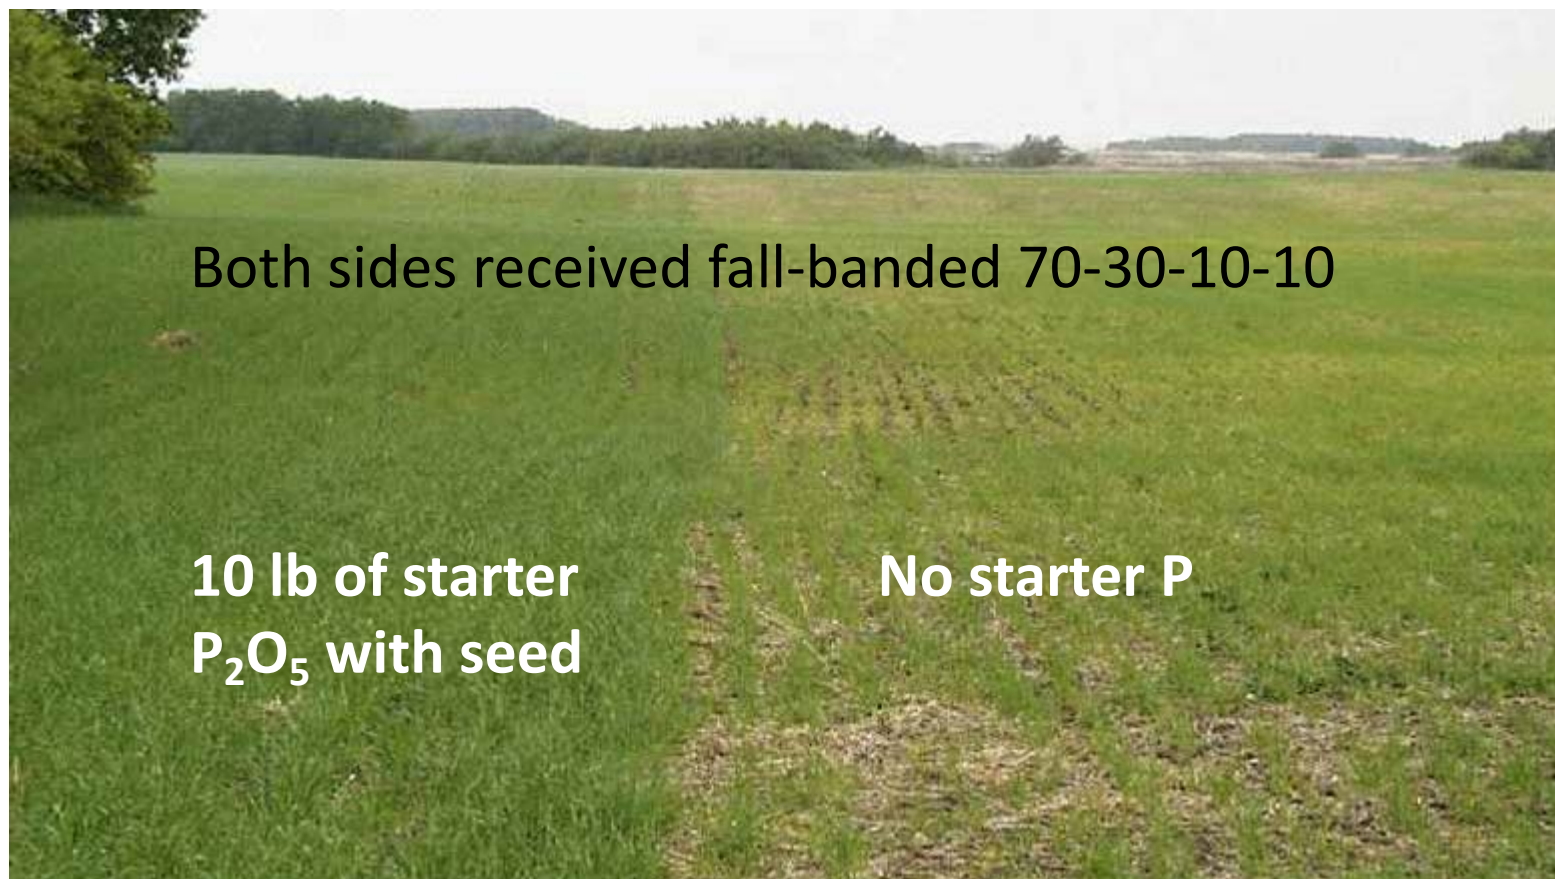 Both sides received fall-banded 70-30-10-10
10 lb of starter
P₂O₅ with seed
No starter P